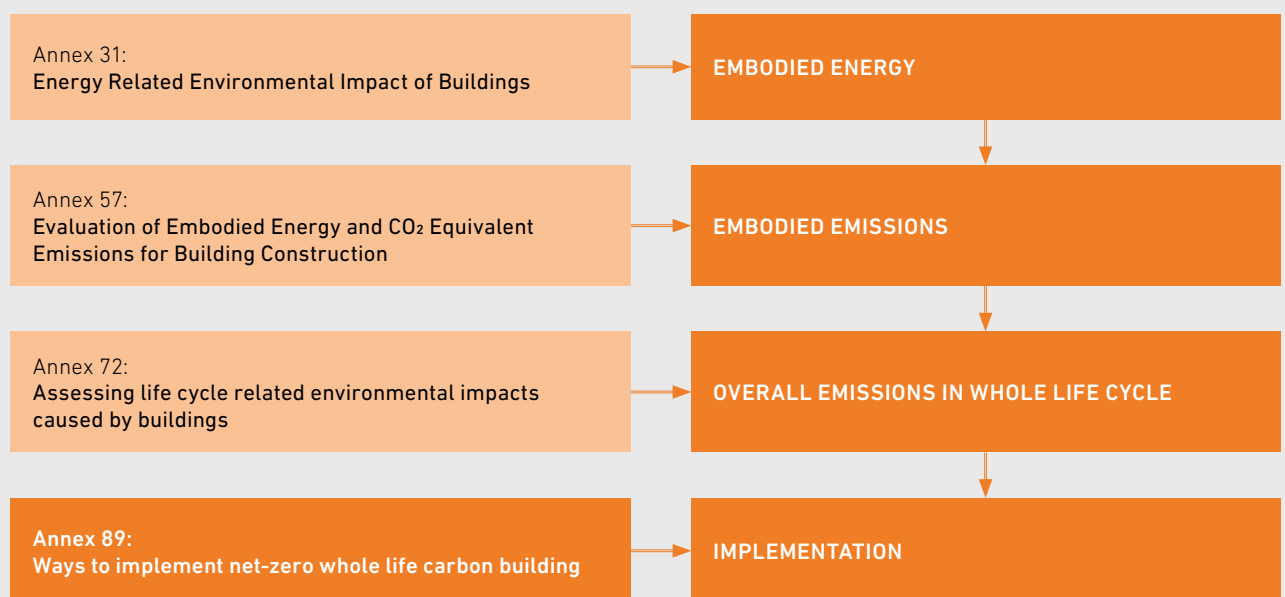 Annex 31:
Energy Related Environmental Impact of Buildings
EMBODIED ENERGY
Annex 57:
Evaluation of Embodied Energy and CO₂ Equivalent
Emissions for Building Construction
EMBODIED EMISSIONS
Annex 72:
Assessing life cycle related environmental impacts
caused by buildings
OVERALL EMISSIONS IN WHOLE LIFE CYCLE
Annex 89:
Ways to implement net-zero whole life carbon building
IMPLEMENTATION